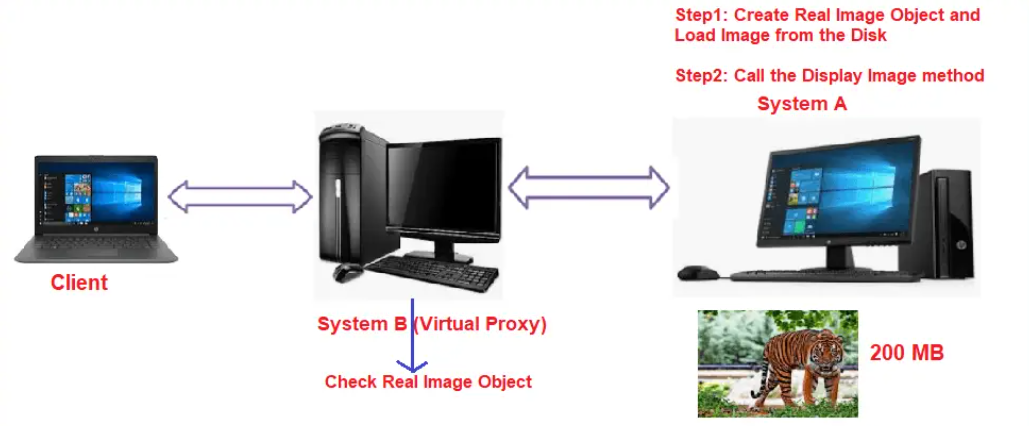 Step1: Create Real Image Object and
Load Image from the Disk
Step2: Call the Display Image method
System A
Client
System B (Virtual Proxy)
200 MB
Check Real Image Object